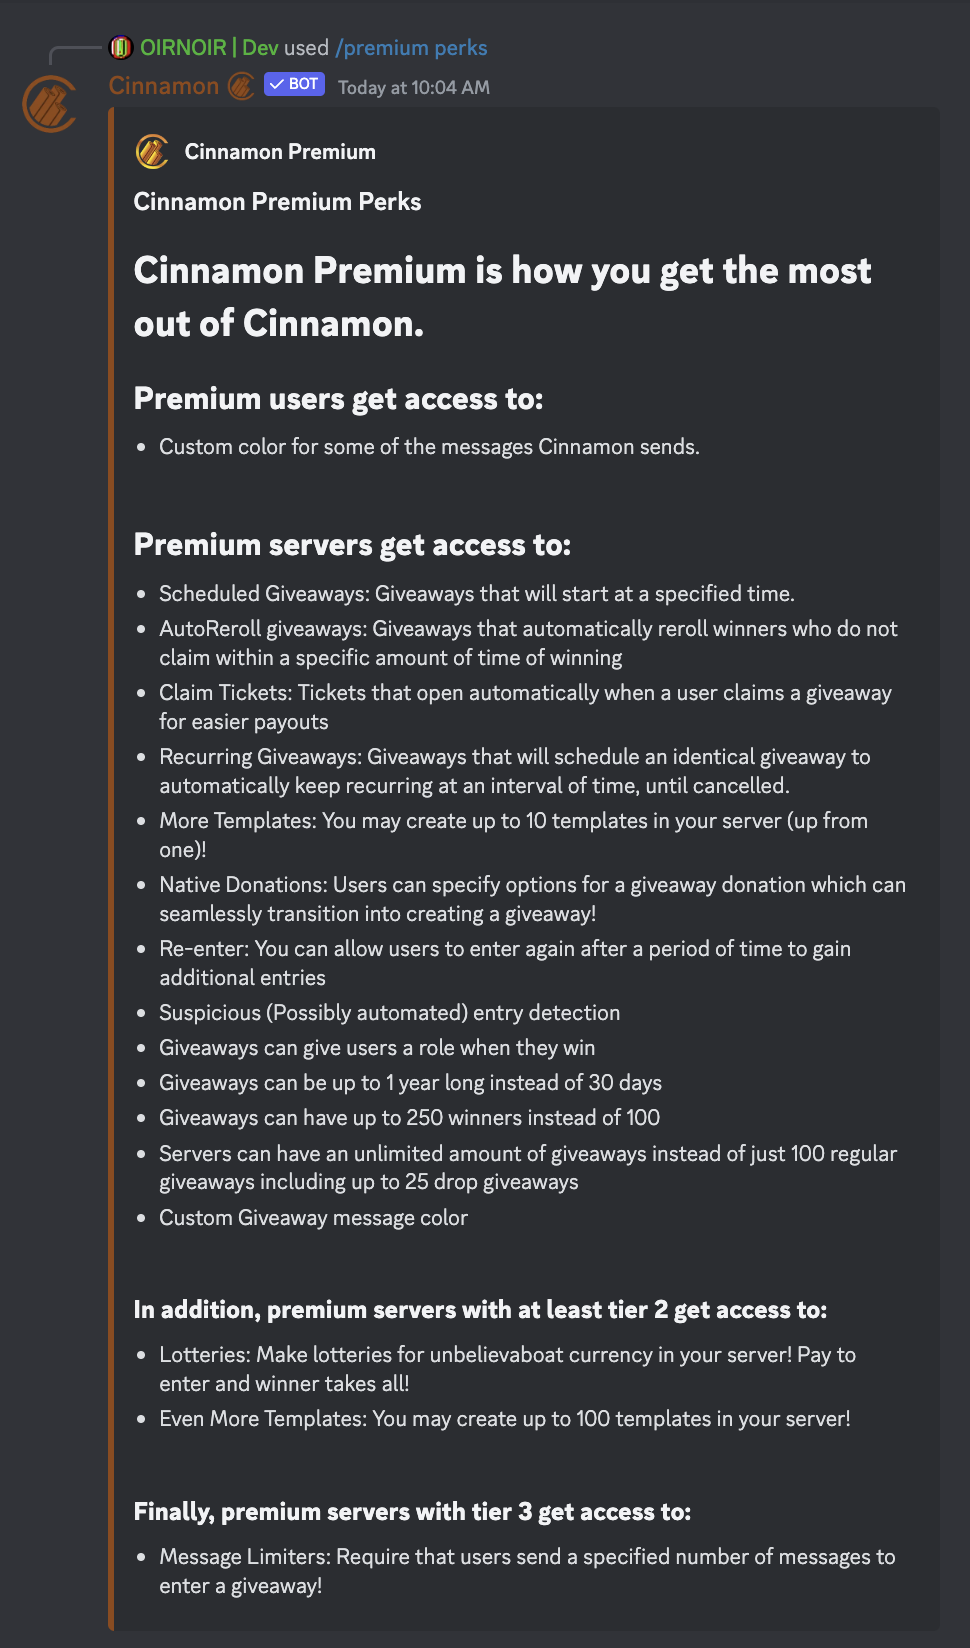 OIRNOIR | Dev used /premium perks
Cinnamon BOT Today at 10:04 AM
Cinnamon Premium
Cinnamon Premium Perks
Cinnamon Premium is how you get the most
out of Cinnamon.
Premium users get access to:
• Custom color for some of the messages Cinnamon sends.
Premium servers get access to:
• Scheduled Giveaways: Giveaways that will start at a specified time.
• AutoReroll giveaways: Giveaways that automatically reroll winners who do not
claim within a specific amount of time of winning
• Claim Tickets: Tickets that open automatically when a user claims a giveaway
for easier payouts
• Recurring Giveaways: Giveaways that will schedule an identical giveaway to
automatically keep recurring at an interval of time, until cancelled.
• More Templates: You may create up to 10 templates in your server (up from
one)!
• Native Donations: Users can specify options for a giveaway donation which can
seamlessly transition into creating a giveaway!
• Re-enter: You can allow users to enter again after a period of time to gain
additional entries
• Suspicious (Possibly automated) entry detection
• Giveaways can give users a role when they win
• Giveaways can be up to 1 year long instead of 30 days
• Giveaways can have up to 250 winners instead of 100
• Servers can have an unlimited amount of giveaways instead of just 100 regular
giveaways including up to 25 drop giveaways
• Custom Giveaway message color
In addition, premium servers with at least tier 2 get access to:
• Lotteries: Make lotteries for unbelievaboat currency in your server! Pay to
enter and winner takes all!
• Even More Templates: You may create up to 100 templates in your server!
Finally, premium servers with tier 3 get access to:
• Message Limiters: Require that users send a specified number of messages to
enter a giveaway!